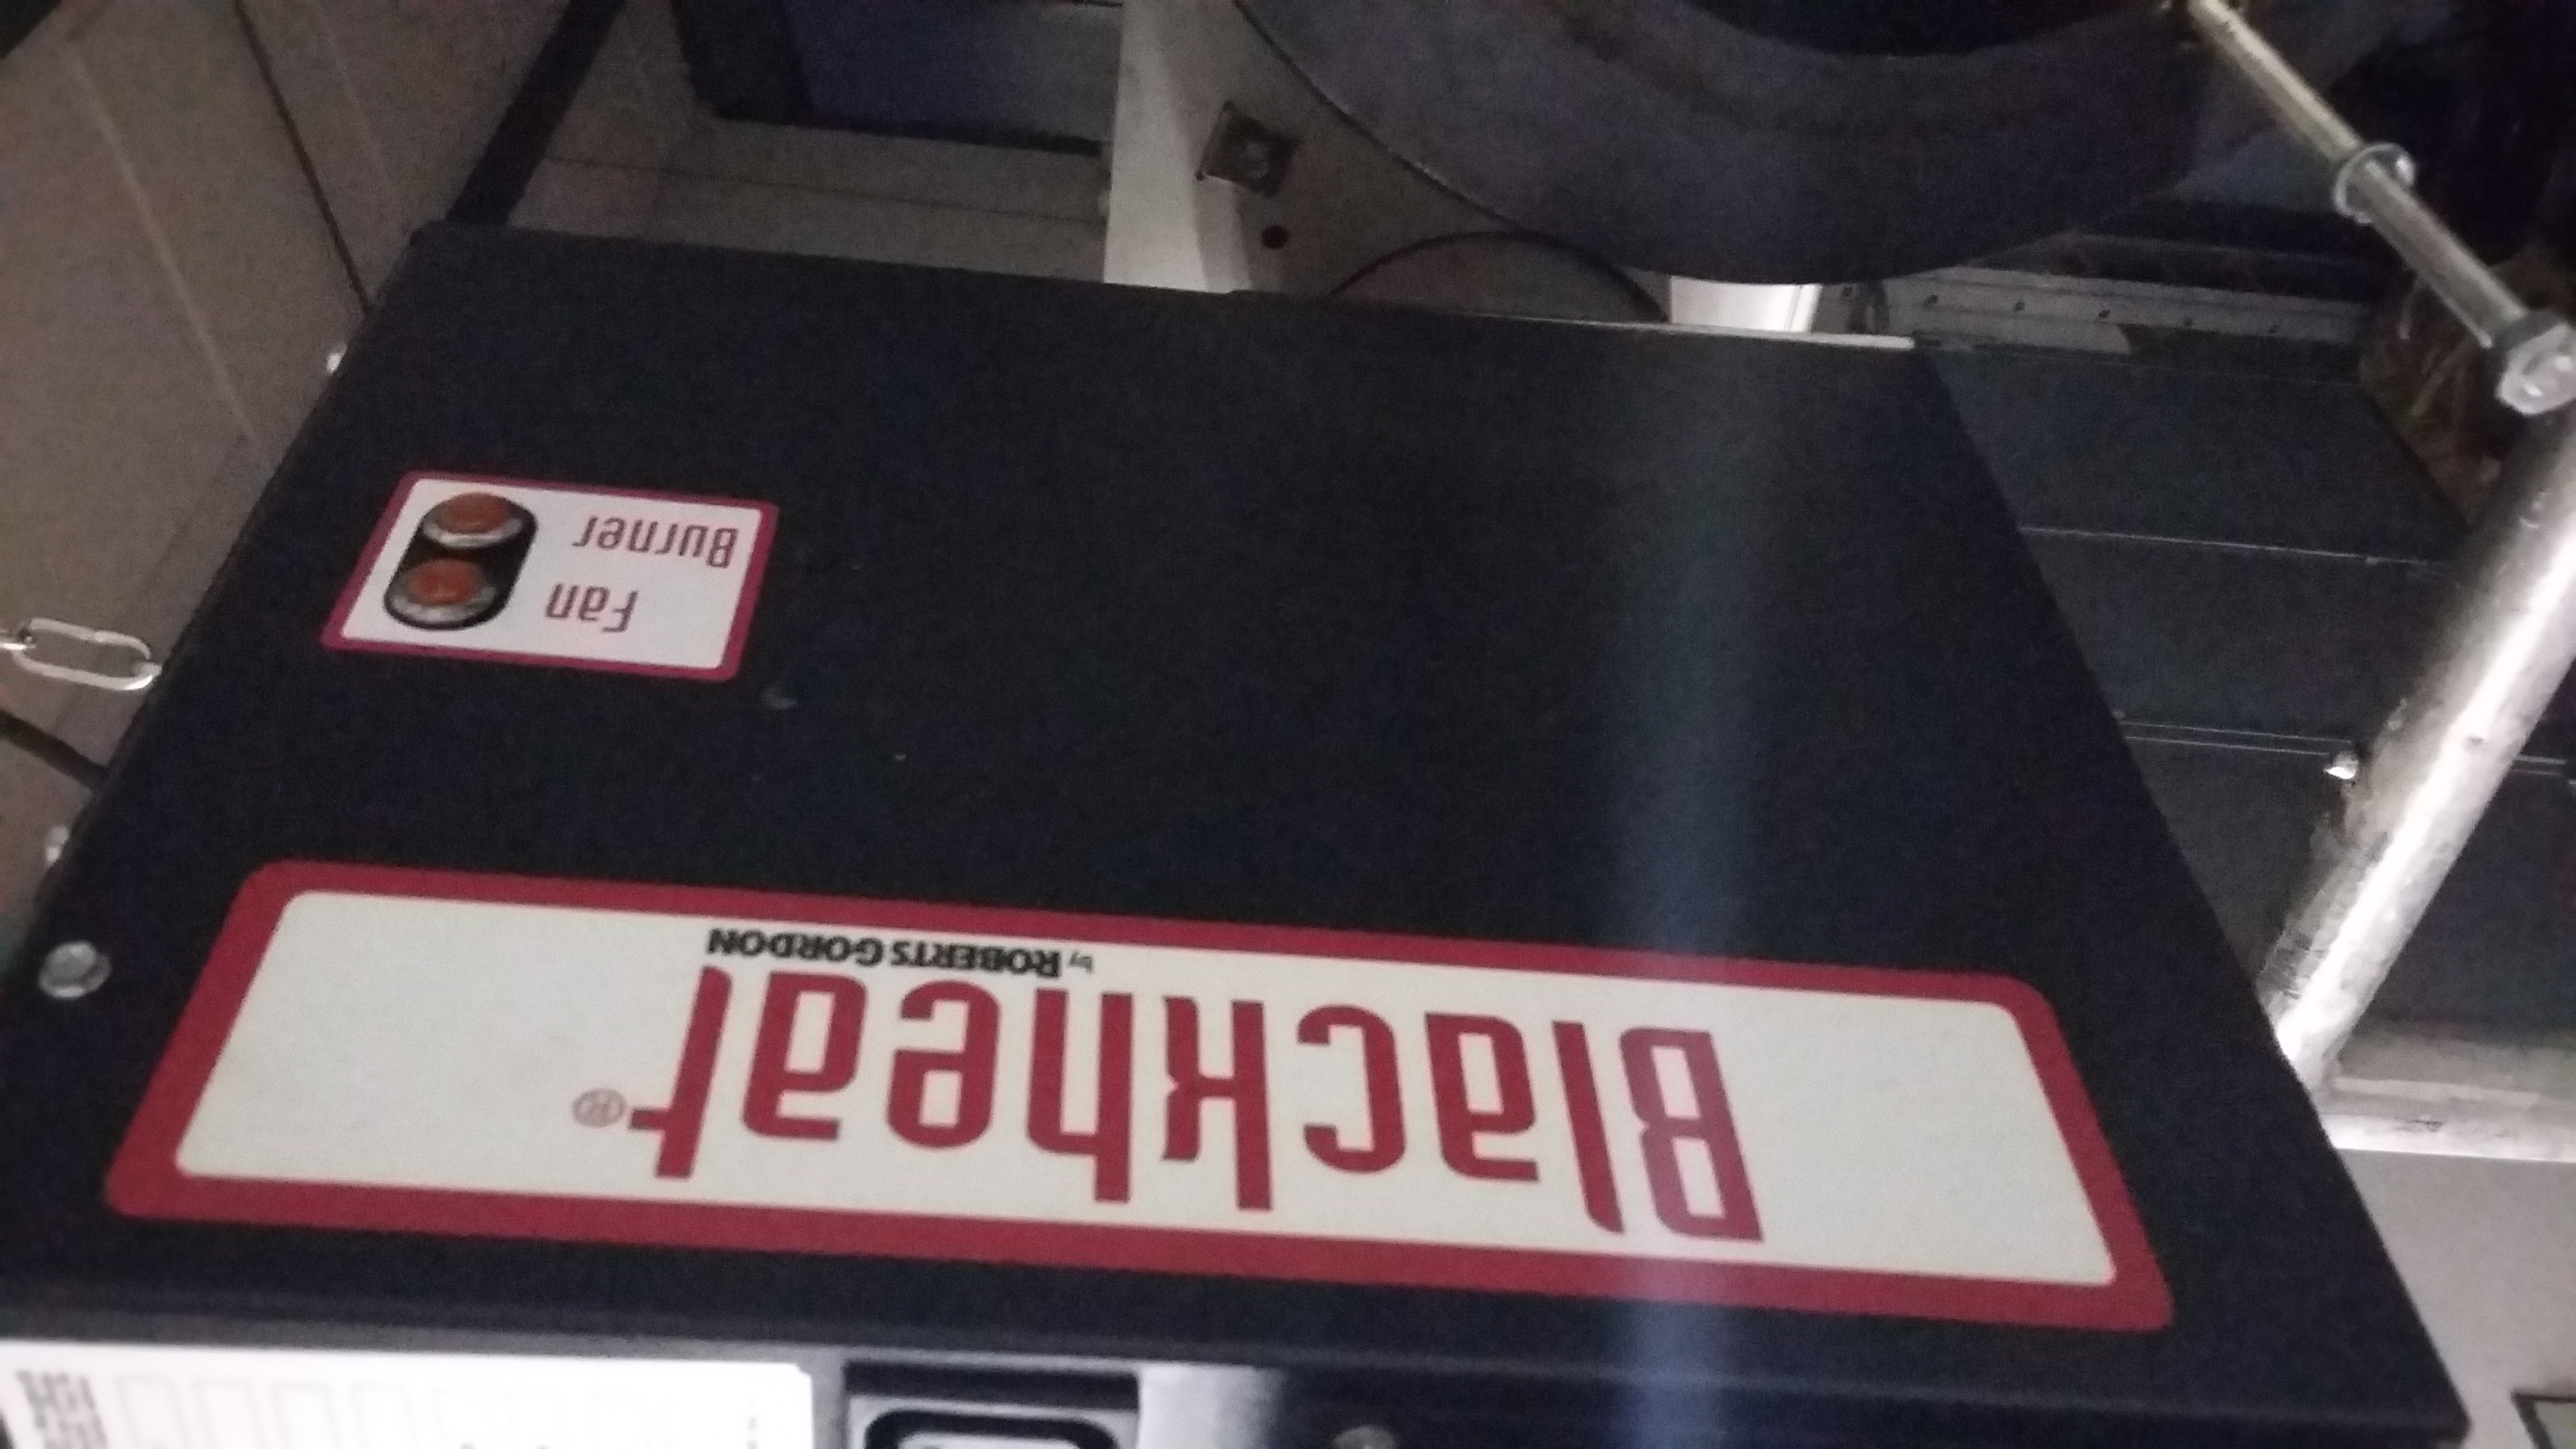 Blackheat®
by ROBERTS GORDON
Fan
Burner